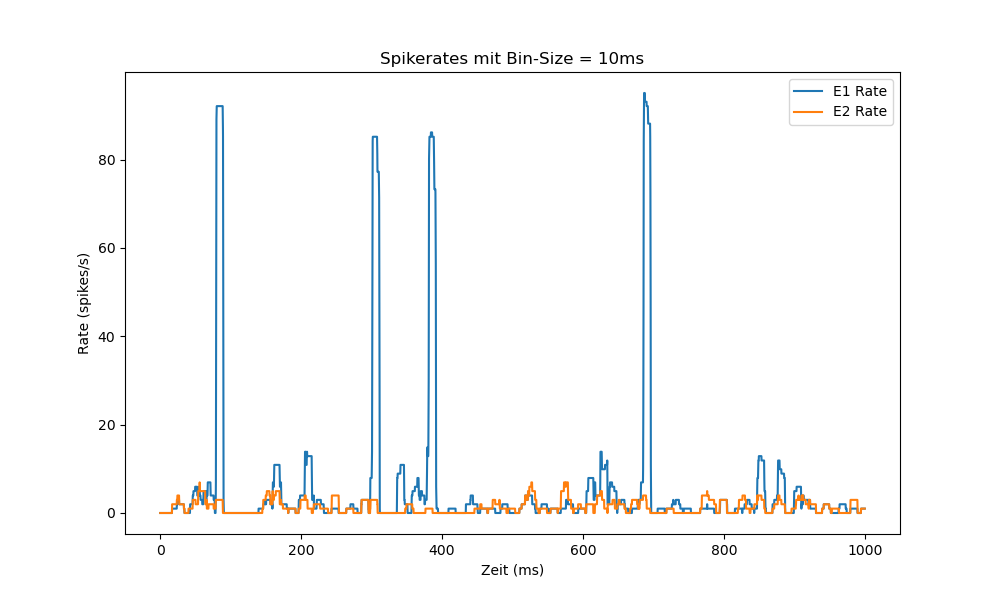 Spikerates mit Bin-Size = 10ms
E1 Rate
E2 Rate
80
60
40
20
0
Rate (spikes/s)
0 200 400 600 800 1000
Zeit (ms)